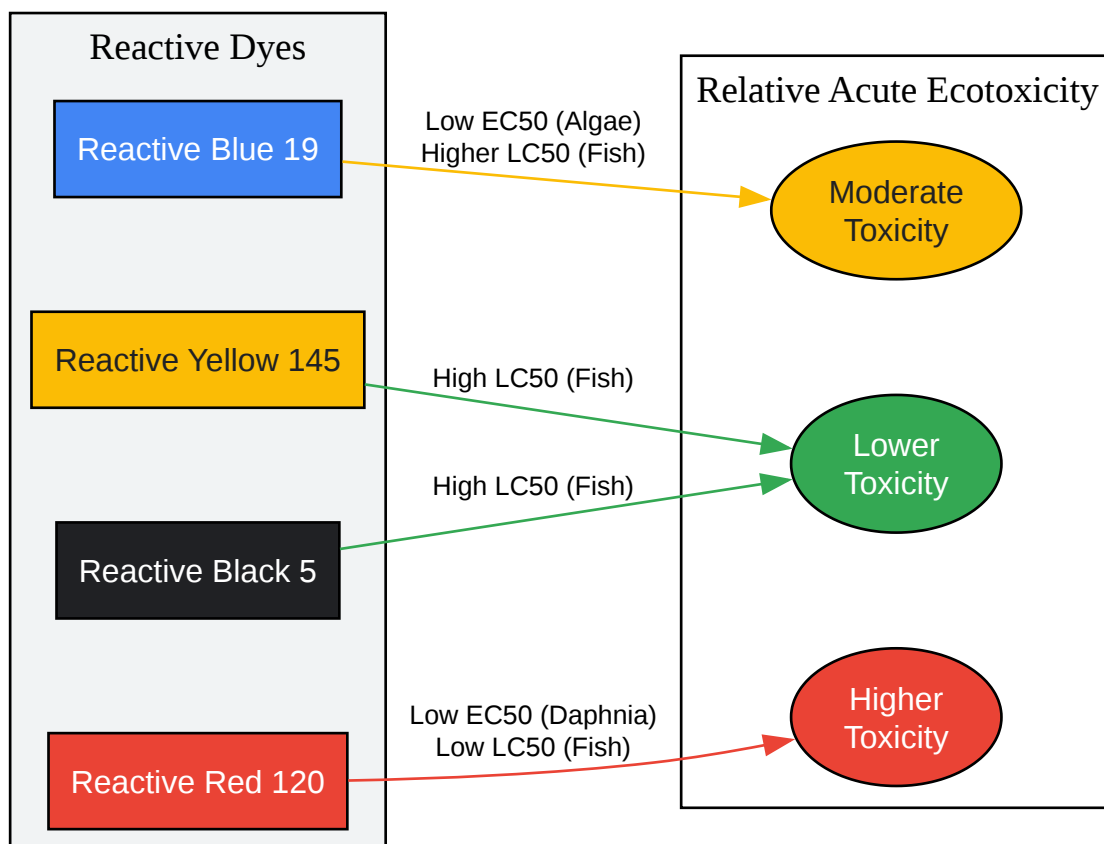 Reactive Dyes
Relative Acute Ecotoxicity
Reactive Blue 19
Low EC50 (Algae)
Higher LC50 (Fish)
Moderate
Toxicity
Reactive Yellow 145
High LC50 (Fish)
Lower
Toxicity
High LC50 (Fish)
Reactive Black 5
Low EC50 (Daphnia)
Low LC50 (Fish)
Higher
Toxicity
Reactive Red 120